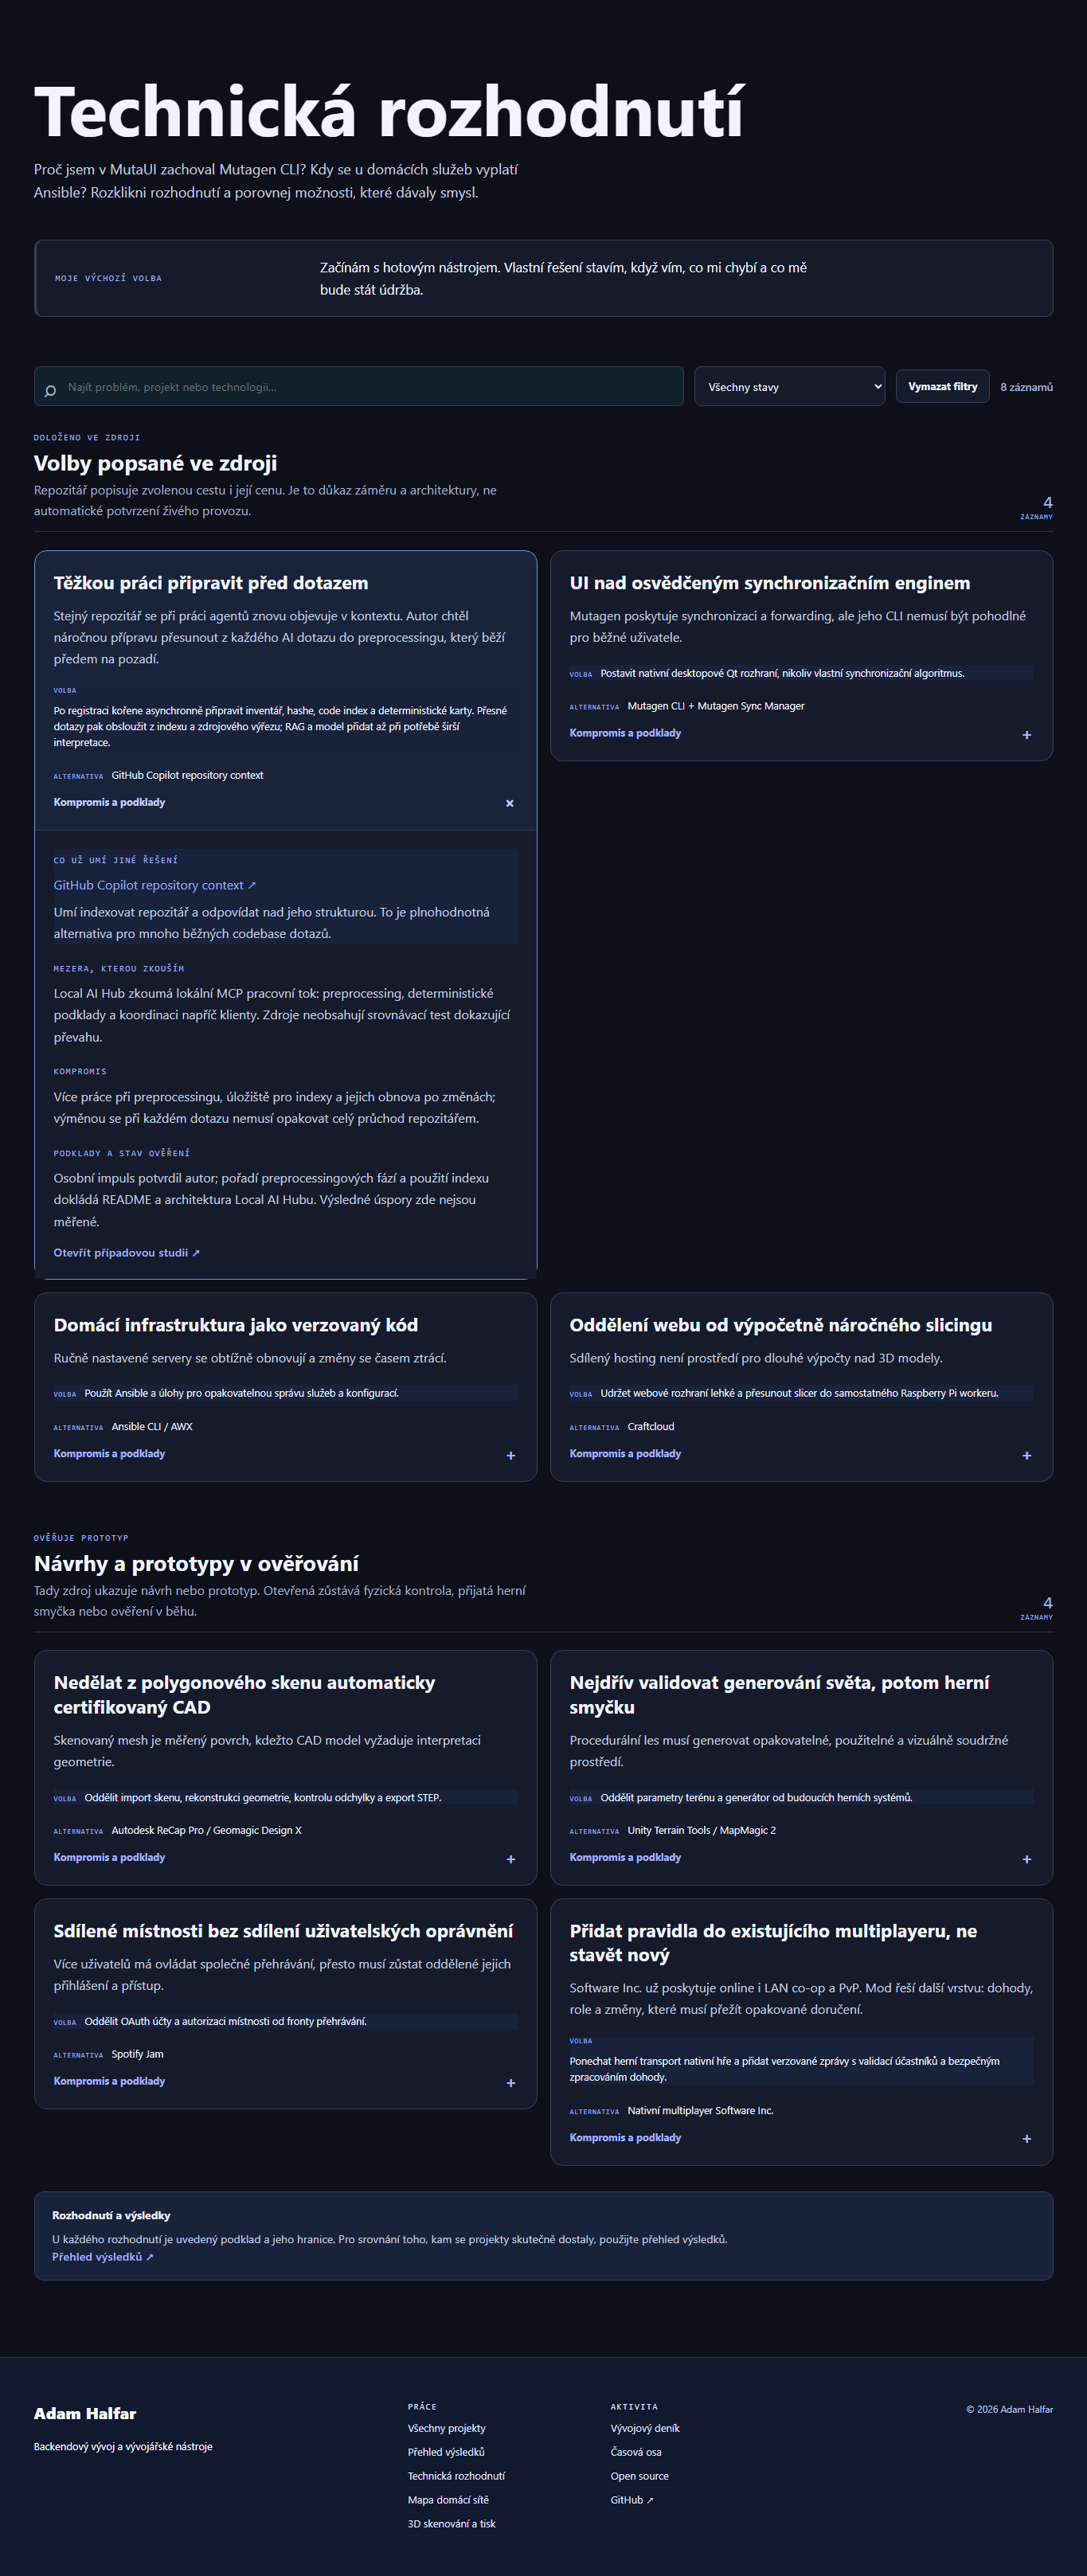 Technická rozhodnutí
Proč jsem v MutaUI zachoval Mutagen CLI? Kdy se u domácích služeb vyplatí
Ansible? Rozklikni rozhodnutí a porovnej možnosti, které dávaly smysl.
MOJE VÝCHOZÍ VOLBA
Začínám s hotovým nástrojem. Vlastní řešení stavím, když vím, co mi chybí a co mě
bude stát údržba.
Najít problém, projekt nebo technologii...
Všechny stavy
Vymazat filtry
8 záznamů
DOLOŽENO VE ZDROJI
Volby popsané ve zdroji
Repozitář popisuje zvolenou cestu i její cenu. Je to důkaz záměru a architektury, ne
automatické potvrzení živého provozu.
4
ZÁZNAMY
Těžkou práci připravit před dotazem
Stejný repozitář se při práci agentů znovu objevuje v kontextu. Autor chtěl
náročnou přípravu přesunout z každého AI dotazu do preprocessingu, který běží
předem na pozadí.
VOLBA
Po registraci kořene asynchronně připravit inventář, hashe, code index a deterministické karty. Přesné
dotazy pak obsloužit z indexu a zdrojového výřezu; RAG a model přidat až při potřebě širší
interpretace.
ALTERNATIVA GitHub Copilot repository context
Kompromis a podklady ×
CO UŽ UMÍ JINÉ ŘEŠENÍ
GitHub Copilot repository context ↗
Umí indexovat repozitář a odpovídat nad jeho strukturou. To je plnohodnotná
alternativa pro mnoho běžných codebase dotazů.
MEZERA, KTEROU ZKOUŠÍM
Local AI Hub zkoumá lokální MCP pracovní tok: preprocessing, deterministické
podklady a koordinaci napříč klienty. Zdroje neobsahují srovnávací test dokazující
převahu.
KOMPROMIS
Více práce při preprocessingu, úložiště pro indexy a jejich obnova po změnách;
výměnou se při každém dotazu nemusí opakovat celý průchod repozitářem.
PODKLADY A STAV OVĚŘENÍ
Osobní impuls potvrdil autor; pořadí preprocessingových fází a použití indexu
dokládá README a architektura Local AI Hubu. Výsledné úspory zde nejsou
měřené.
Otevřít případovou studii ↗
UI nad osvědčeným synchronizačním enginem
Mutagen poskytuje synchronizaci a forwarding, ale jeho CLI nemusí být pohodlné
pro běžné uživatele.
VOLBA Postavit nativní desktopové Qt rozhraní, nikoliv vlastní synchronizační algoritmus.
ALTERNATIVA Mutagen CLI + Mutagen Sync Manager
Kompromis a podklady +
Domácí infrastruktura jako verzovaný kód
Ručně nastavené servery se obtížně obnovují a změny se časem ztrácí.
VOLBA Použít Ansible a úlohy pro opakovatelnou správu služeb a konfigurací.
ALTERNATIVA Ansible CLI / AWX
Kompromis a podklady +
Oddělení webu od výpočetně náročného slicingu
Sdílený hosting není prostředí pro dlouhé výpočty nad 3D modely.
VOLBA Udržet webové rozhraní lehké a přesunout slicer do samostatného Raspberry Pi workeru.
ALTERNATIVA Craftcloud
Kompromis a podklady +
OVĚŘUJE PROTOTYP
Návrhy a prototypy v ověřování
Tady zdroj ukazuje návrh nebo prototyp. Otevřená zůstává fyzická kontrola, přijatá herní
smyčka nebo ověření v běhu.
4
ZÁZNAMY
Nedělat z polygonového skenu automaticky
certifikovaný CAD
Skenovaný mesh je měřený povrch, kdežto CAD model vyžaduje interpretaci
geometrie.
VOLBA Oddělit import skenu, rekonstrukci geometrie, kontrolu odchylky a export STEP.
ALTERNATIVA Autodesk ReCap Pro / Geomagic Design X
Kompromis a podklady +
Nejdřív validovat generování světa, potom herní
smyčku
Procedurální les musí generovat opakovatelné, použitelné a vizuálně soudržné
prostředí.
VOLBA Oddělit parametry terénu a generátor od budoucích herních systémů.
ALTERNATIVA Unity Terrain Tools / MapMagic 2
Kompromis a podklady +
Sdílené místnosti bez sdílení uživatelských oprávnění
Více uživatelů má ovládat společné přehrávání, přesto musí zůstat oddělené jejich
přihlášení a přístup.
VOLBA Oddělit OAuth účty a autorizaci místnosti od fronty přehrávání.
ALTERNATIVA Spotify Jam
Kompromis a podklady +
Přidat pravidla do existujícího multiplayeru, ne
stavět nový
Software Inc. už poskytuje online i LAN co-op a PvP. Mod řeší další vrstvu: dohody,
role a změny, které musí přežít opakované doručení.
VOLBA
Ponechat herní transport nativní hře a přidat verzované zprávy s validací účastníků a bezpečným
zpracováním dohody.
ALTERNATIVA Nativní multiplayer Software Inc.
Kompromis a podklady +
Rozhodnutí a výsledky
U každého rozhodnutí je uvedený podklad a jeho hranice. Pro srovnání toho, kam se projekty skutečně dostaly, použijte přehled výsledků.
Přehled výsledků ↗
Adam Halfar
Backendový vývoj a vývojářské nástroje
PRÁCE
Všechny projekty
Přehled výsledků
Technická rozhodnutí
Mapa domácí sítě
3D skenování a tisk
AKTIVITA
Vývojový deník
Časová osa
Open source
GitHub ↗
© 2026 Adam Halfar